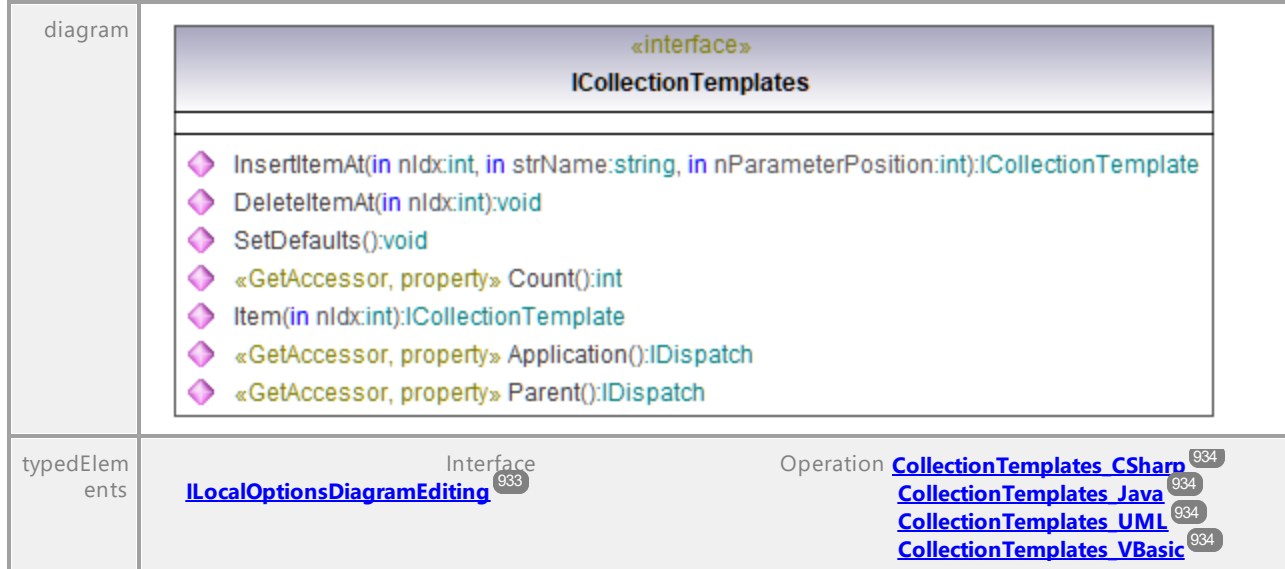 diagram
«interface»
ICollectionTemplates
InsertItemAt(in nIdx:int, in strName:string, in nParameterPosition:int):ICollectionTemplate
DeleteItemAt(in nIdx:int):void
SetDefaults():void
«GetAccessor, property» Count():int
Item(in nIdx:int):ICollectionTemplate
«GetAccessor, property» Application():IDispatch
«GetAccessor, property» Parent():IDispatch
typedElem
ents
Interface
ILocalOptionsDiagramEditing 933
Operation CollectionTemplates_CSharp 934
CollectionTemplates_Java 934
CollectionTemplates_UML 934
CollectionTemplates_VBasic 934